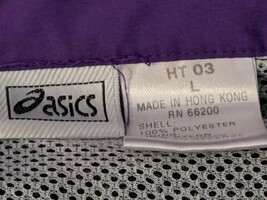 asics
HT 03
L
MADE IN HONG KONG
RN 66200
SHELL:
100% POLYESTER